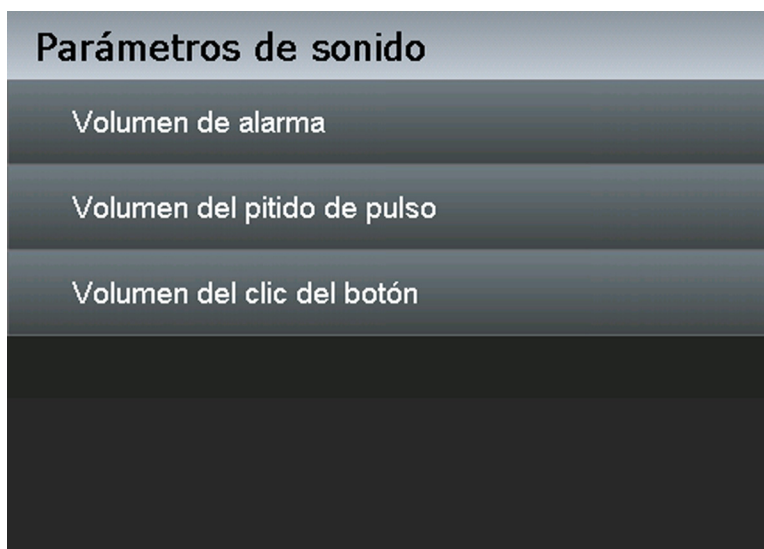 Parámetros de sonido
Volumen de alarma
Volumen del pitido de pulso
Volumen del clic del botón